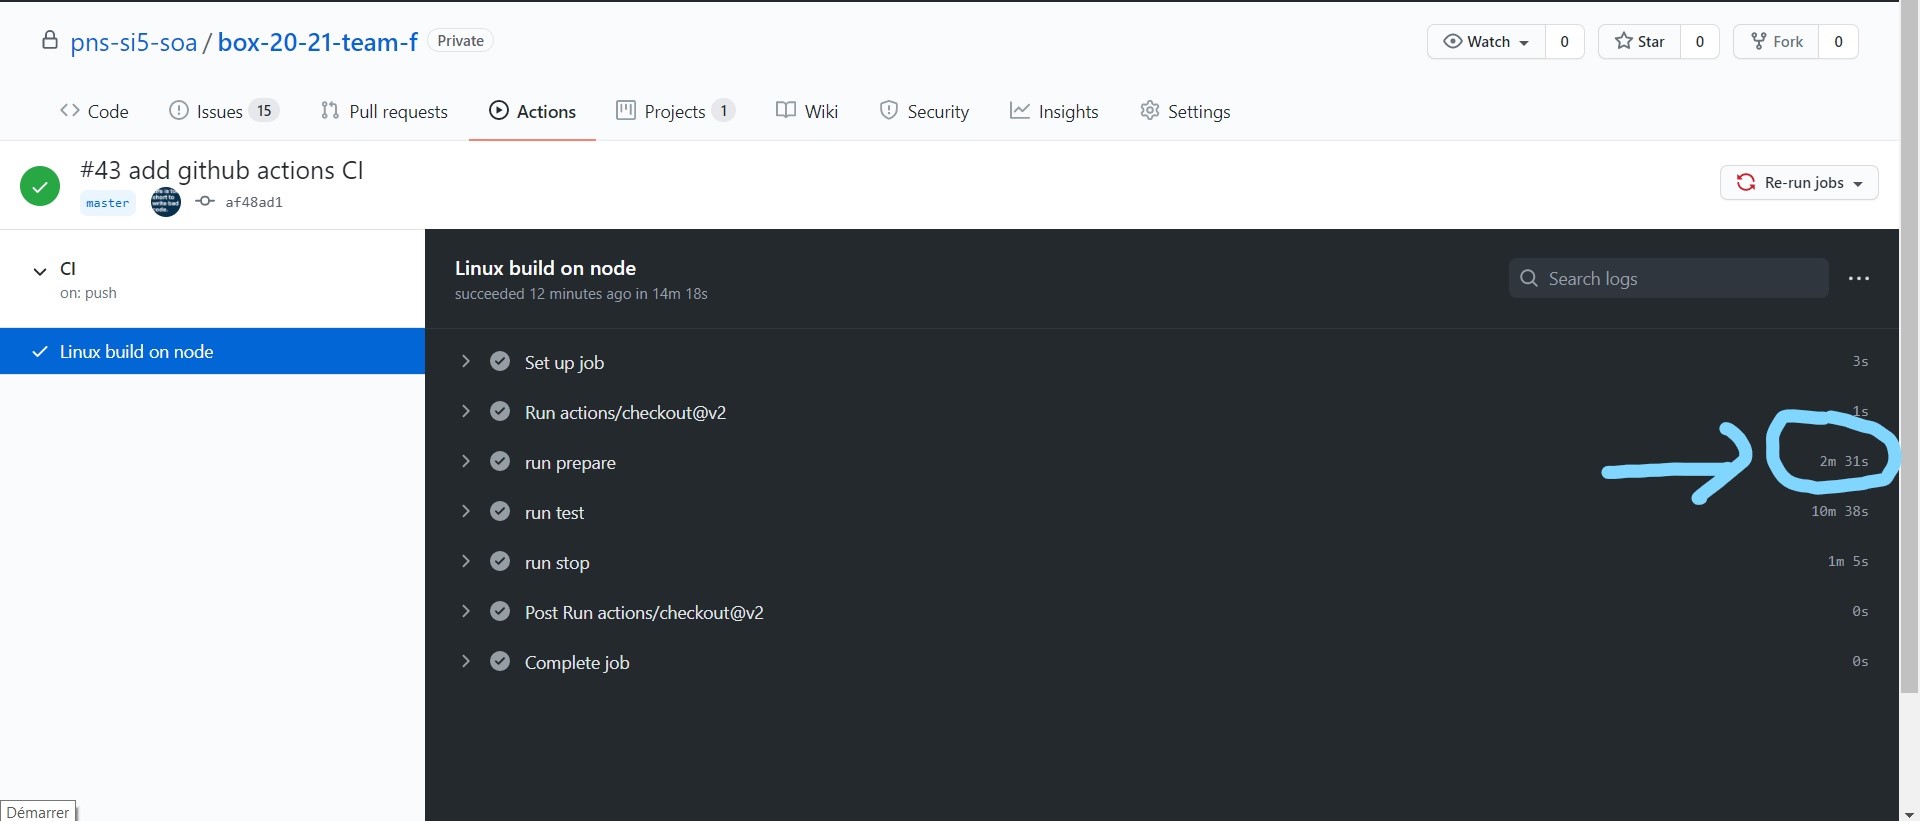 pns-si5-soa / box-20-21-team-f Private
Watch 0 Star 0 Fork 0
Code Issues 15 Pull requests Actions Projects 1 Wiki Security Insights Settings
#43 add github actions CI
master af48ad1
Re-run jobs
CI
on: push
Linux build on node
Linux build on node
succeeded 12 minutes ago in 14m 18s
Search logs
Set up job 3s
Run actions/checkout@v2 1s
run prepare 2m 31s
run test 10m 38s
run stop 1m 5s
Post Run actions/checkout@v2 0s
Complete job 0s
Démarrer